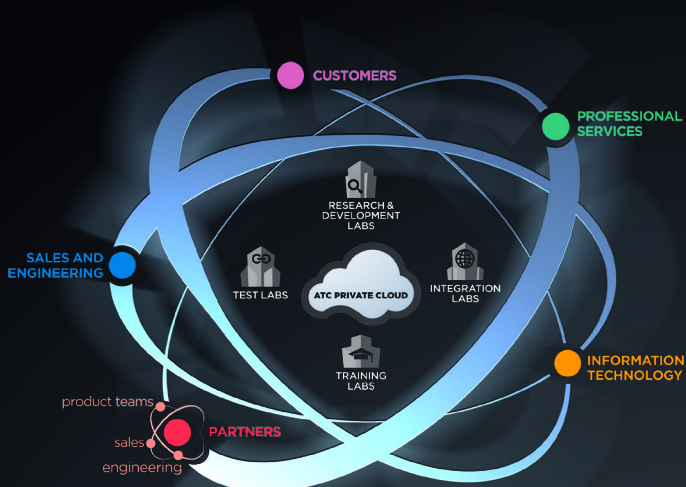 CUSTOMERS
PROFESSIONAL
SERVICES
RESEARCH &
DEVELOPMENT
LABS
SALES AND
ENGINEERING
TEST LABS
ATC PRIVATE CLOUD
INTEGRATION
LABS
TRAINING
LABS
INFORMATION
TECHNOLOGY
product teams
PARTNERS
sales
engineering